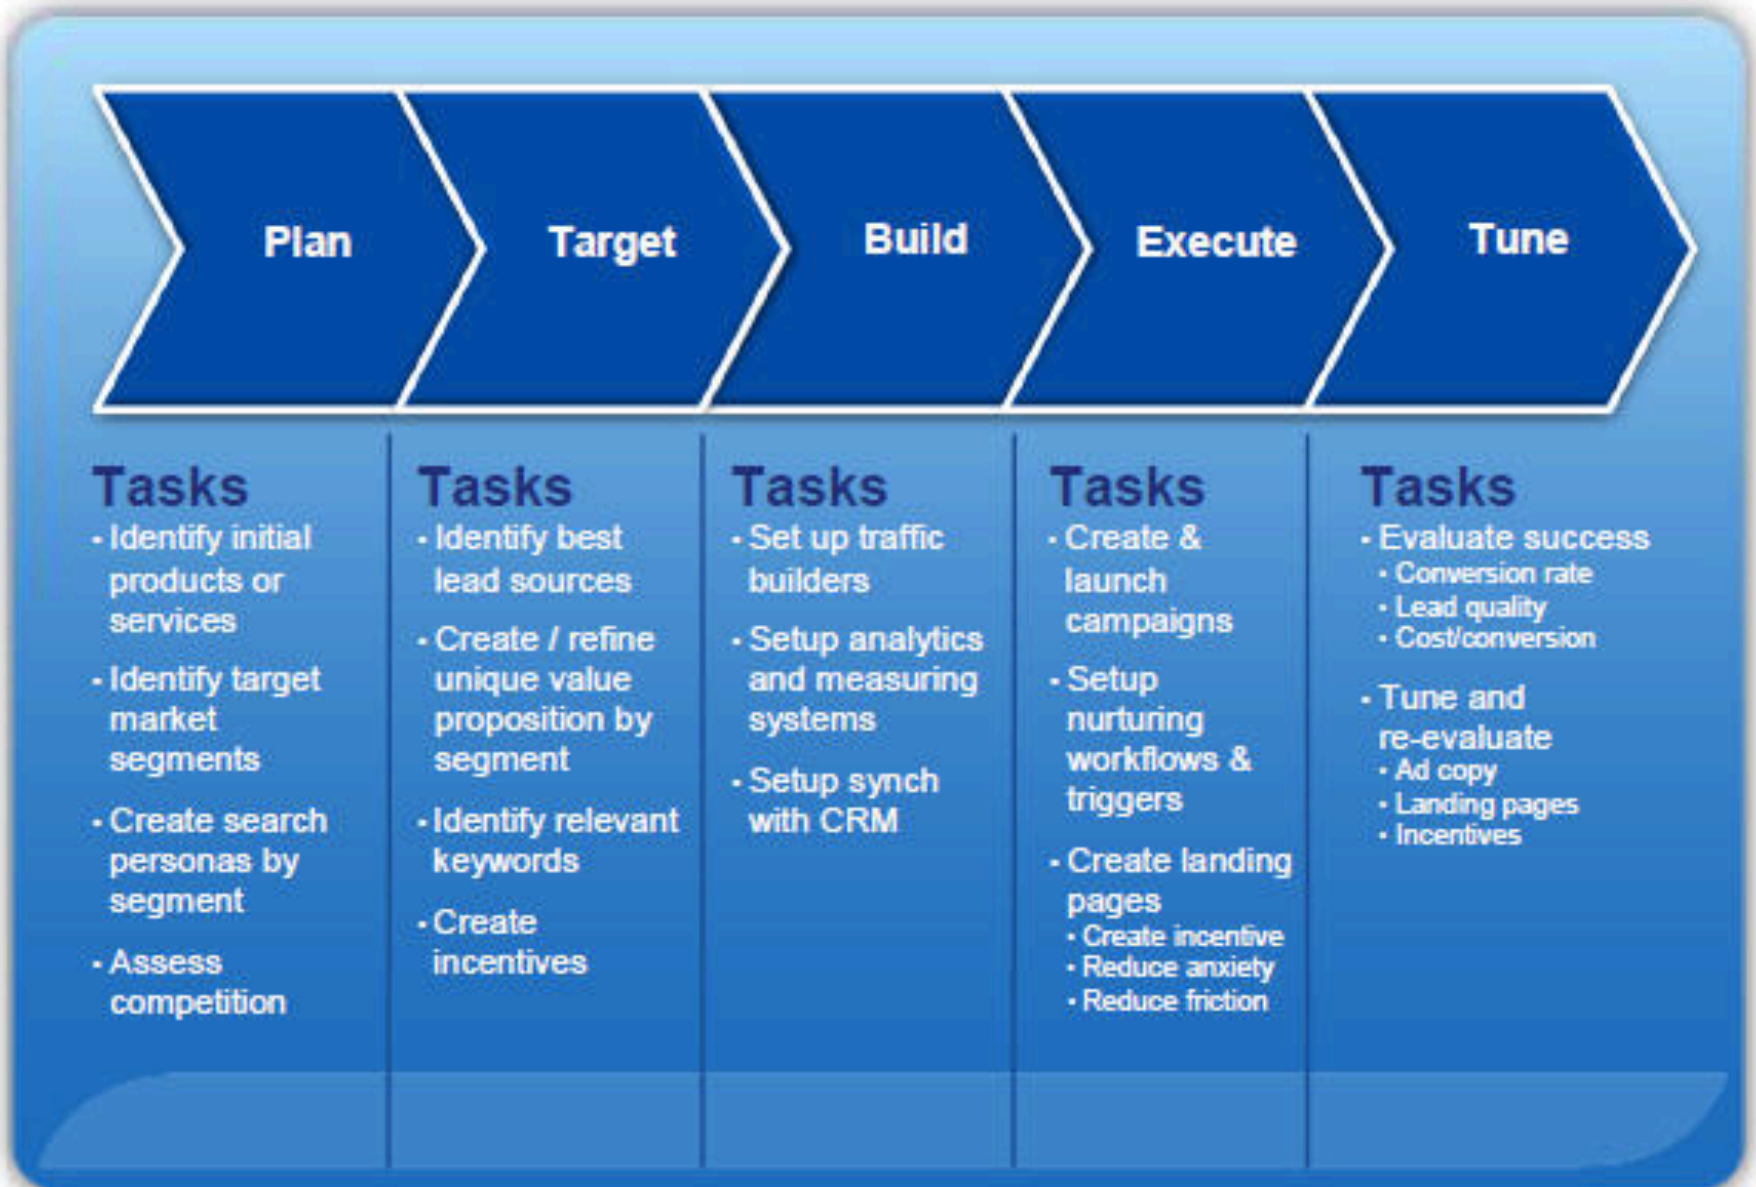 Plan
Target
Build
Execute
Tune
Tasks
- Identify initial
products or
services
- Identify target
market
segments
- Create search
personas by
segment
- Assess
competition
Tasks
- Identify best
lead sources
- Create / refine
unique value
proposition by
segment
- Identify relevant
keywords
- Create
incentives
Tasks
- Set up traffic
builders
- Setup analytics
and measuring
systems
- Setup synch
with CRM
Tasks
- Create &
launch
campaigns
- Setup
nurturing
workflows &
triggers
- Create landing
pages
• Create incentive
• Reduce anxiety
• Reduce friction
Tasks
- Evaluate success
• Conversion rate
• Lead quality
• Cost/conversion
- Tune and
re-evaluate
• Ad copy
• Landing pages
• Incentives